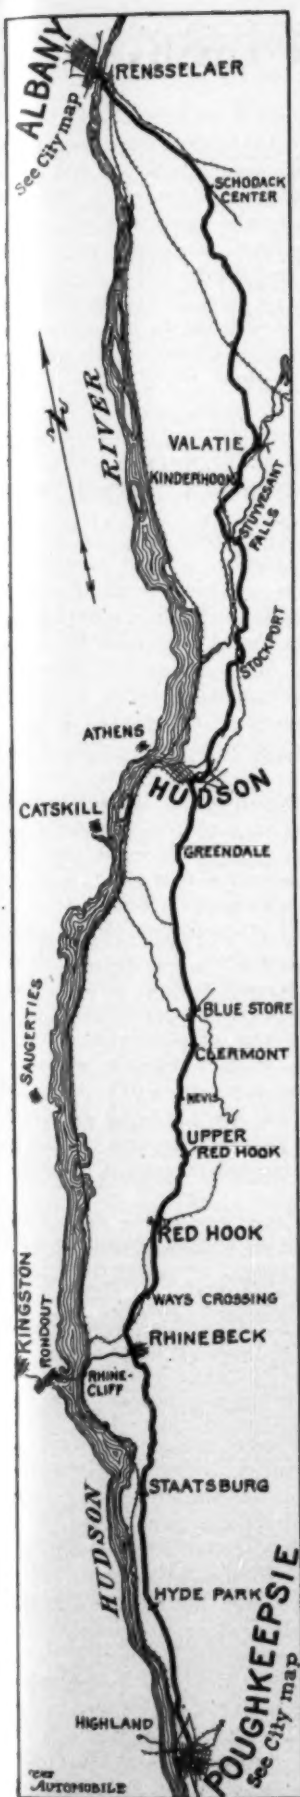 ALBANY
See City map
RENSSELAER
SCHODACK
CENTER
N
RIVER
VALATIE
KINDERHOOK
STUYVESANT
FALLS
STOCKPORT
ATHENS
HUDSON
CATSKILL
GREENDALE
BLUE STORE
SAUGERTIES
CLERMONT
NEVIS
UPPER
RED HOOK
RED HOOK
WAYS CROSSING
KINGSTON
RONDOUT
RHINEBECK
RHINE-
CLIFF
STAATSBURG
HUDSON
HYDE PARK
POUGHKEEPSIE
See City map
HIGHLAND
THE
AUTOMOBILE